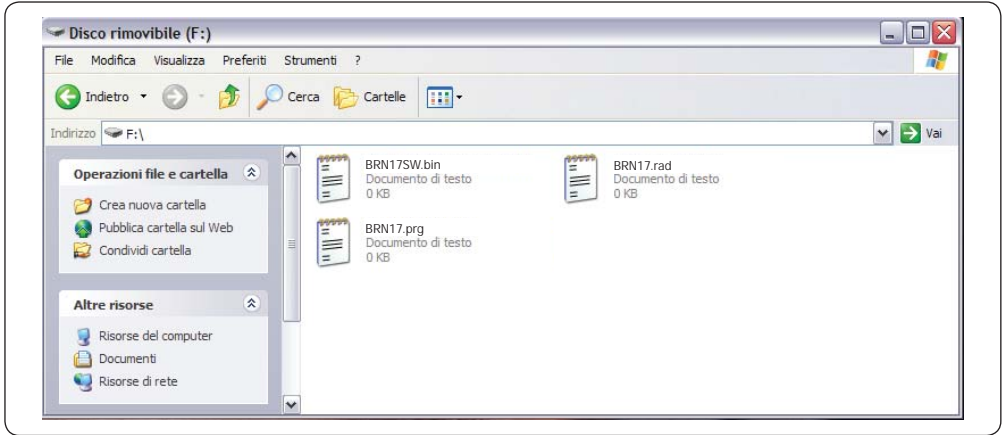 Disco rimovibile (F:)
File Modifica Visualizza Preferiti Strumenti ?
Indietro Cerca Cartelle
Indirizzo F:\ Vai
Operazioni file e cartella
Crea nuova cartella
Pubblica cartella sul Web
Condividi cartella
Altre risorse
Risorse del computer
Documenti
Risorse di rete
BRN17SW.bin
Documento di testo
0 KB
BRN17.rad
Documento di testo
0 KB
BRN17.prg
Documento di testo
0 KB